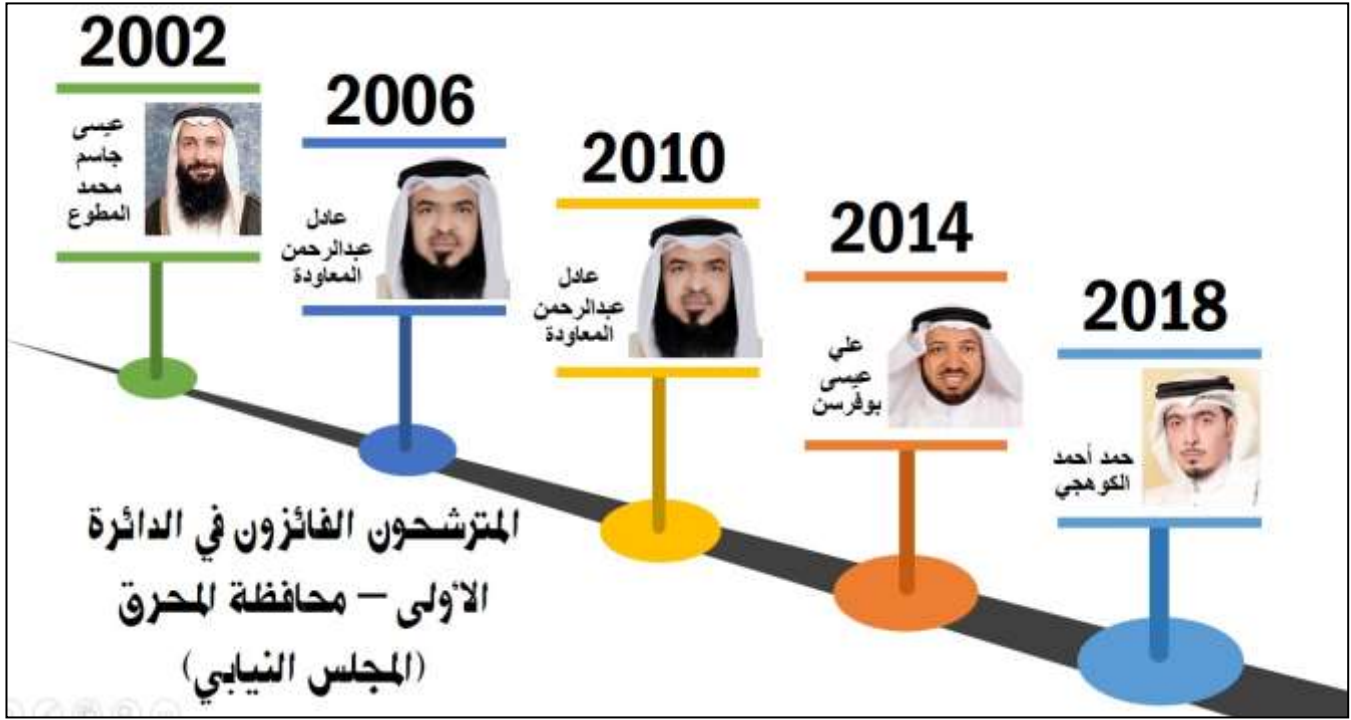 2002
عيسى
جاسم
محمد
المطوع
2006
عادل
عبدالرحمن
المعاودة
2010
عادل
عبدالرحمن
المعاودة
2014
علي
عيسى
بوفرسن
2018
حمد أحمد
الكوهجي
المترشحون الفائزون في الدائرة
الأولى – محافظة المحرق
(المجلس النيابي)